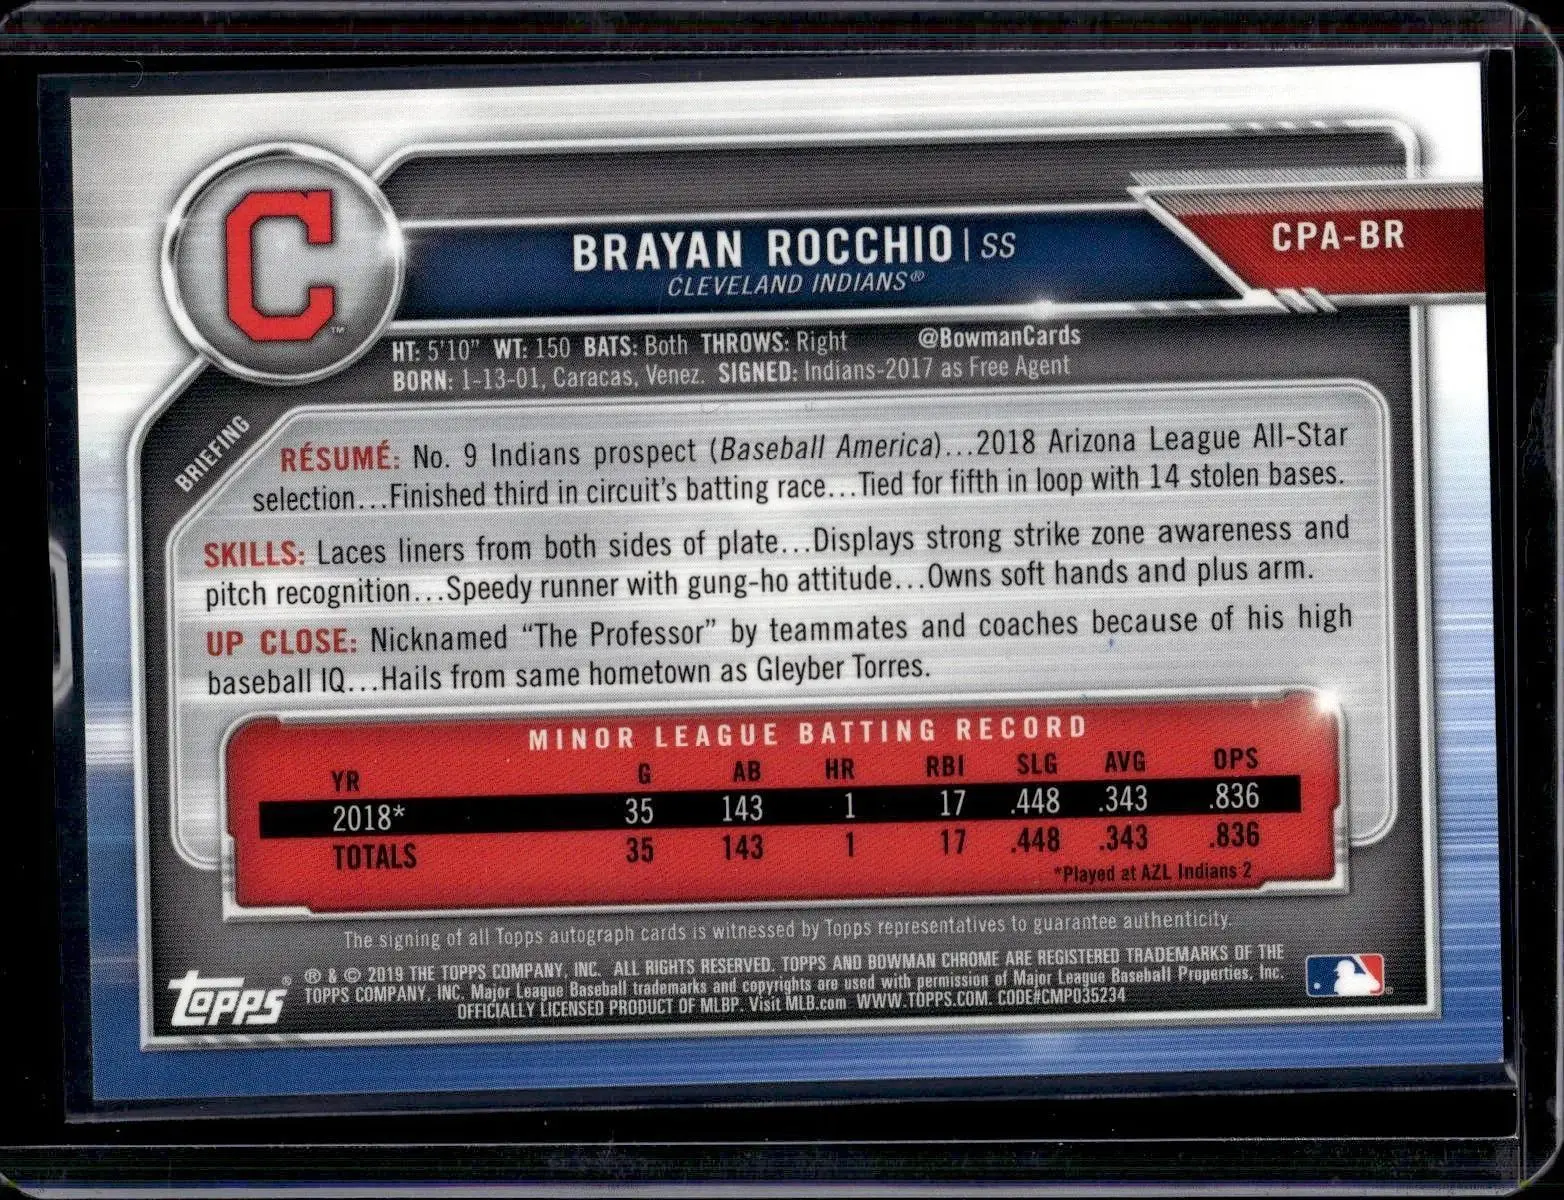 C
™
CPA-BR
BRAYAN ROCCHIO | SS
CLEVELAND INDIANS®
HT: 5'10" WT: 150 BATS: Both THROWS: Right @BowmanCards
BORN: 1-13-01, Caracas, Venez. SIGNED: Indians-2017 as Free Agent
BRIEFING
RÉSUMÉ: No. 9 Indians prospect (Baseball America)...2018 Arizona League All-Star
selection...Finished third in circuit's batting race...Tied for fifth in loop with 14 stolen bases.
SKILLS: Laces liners from both sides of plate...Displays strong strike zone awareness and
pitch recognition...Speedy runner with gung-ho attitude...Owns soft hands and plus arm.
UP CLOSE: Nicknamed "The Professor" by teammates and coaches because of his high
baseball IQ...Hails from same hometown as Gleyber Torres.
MINOR LEAGUE BATTING RECORD
YR G AB HR RBI SLG AVG OPS
2018* 35 143 1 17 .448 .343 .836
TOTALS 35 143 1 17 .448 .343 .836
*Played at AZL Indians 2
The signing of all Topps autograph cards is witnessed by Topps representatives to guarantee authenticity.
topps®
® & © 2019 THE TOPPS COMPANY, INC. ALL RIGHTS RESERVED. TOPPS AND BOWMAN CHROME ARE REGISTERED TRADEMARKS OF THE
TOPPS COMPANY, INC. Major League Baseball trademarks and copyrights are used with permission of Major League Baseball Properties, Inc.
OFFICIALLY LICENSED PRODUCT OF MLBP. Visit MLB.com WWW.TOPPS.COM. CODE#CMP035234
®